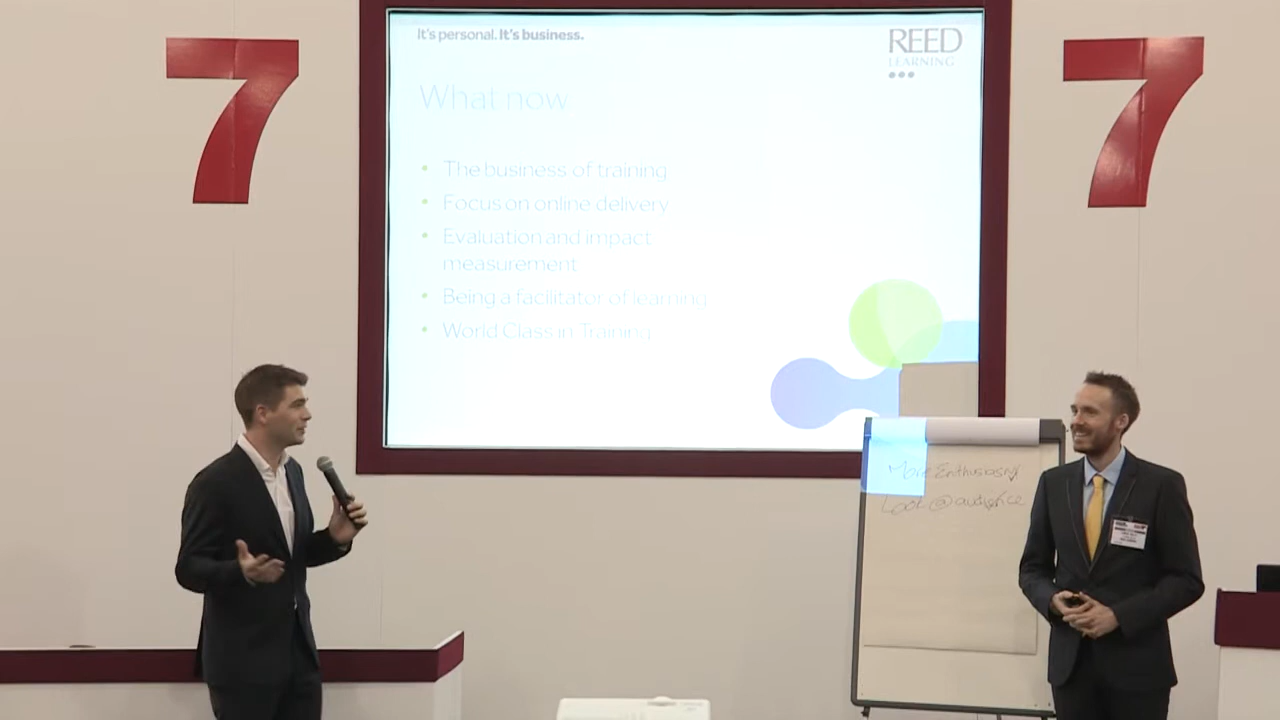 It's personal. It's business.
REED
LEARNING
7
7
What now
• The business of training
• Focus on online delivery
• Evaluation and impact
measurement
• Being a facilitator of learning
• World Class in Training
More Enthusiasm
Look @ audience